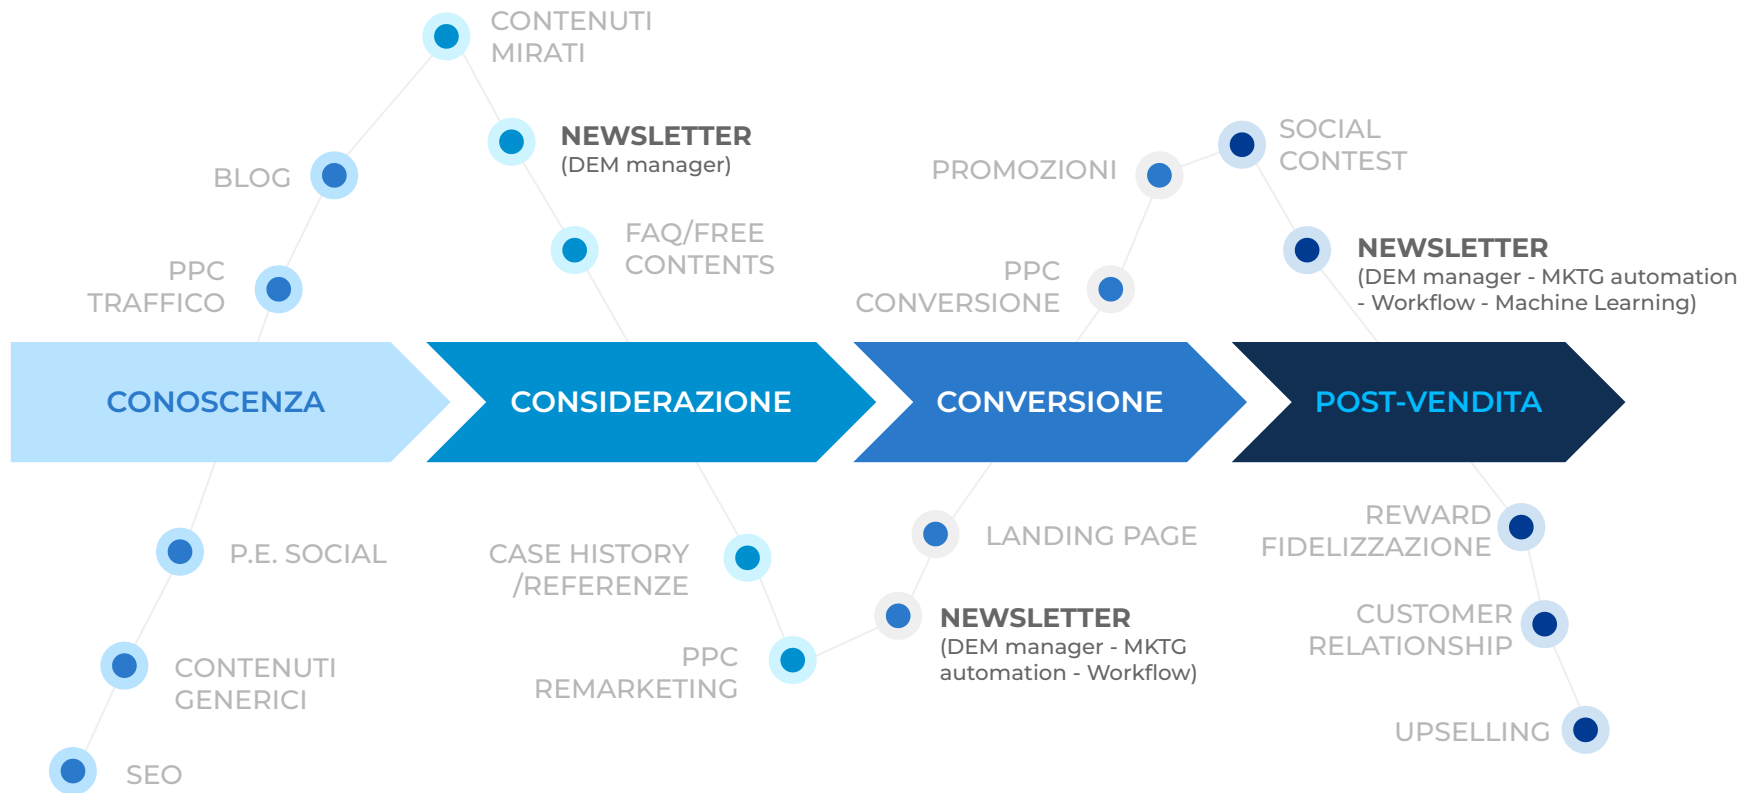 CONTENUTI
MIRATI
NEWSLETTER
(DEM manager)
BLOG
FAQ/FREE
CONTENTS
PPC
TRAFFICO
SOCIAL
CONTEST
PROMOZIONI
NEWSLETTER
(DEM manager - MKTG automation
- Workflow - Machine Learning)
PPC
CONVERSIONE
CONOSCENZA
CONSIDERAZIONE
CONVERSIONE
POST-VENDITA
P.E. SOCIAL
CONTENUTI
GENERICI
SEO
CASE HISTORY
/REFERENZE
PPC
REMARKETING
LANDING PAGE
NEWSLETTER
(DEM manager - MKTG
automation - Workflow)
REWARD
FIDELIZZAZIONE
CUSTOMER
RELATIONSHIP
UPSELLING